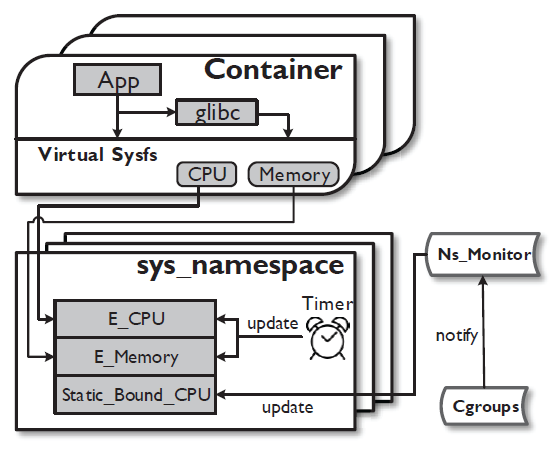 Container
App
glibc
Virtual Sysfs
CPU
Memory
sys_namespace
Ns_Monitor
Timer
E_CPU
update
E_Memory
notify
Static_Bound_CPU
update
Cgroups